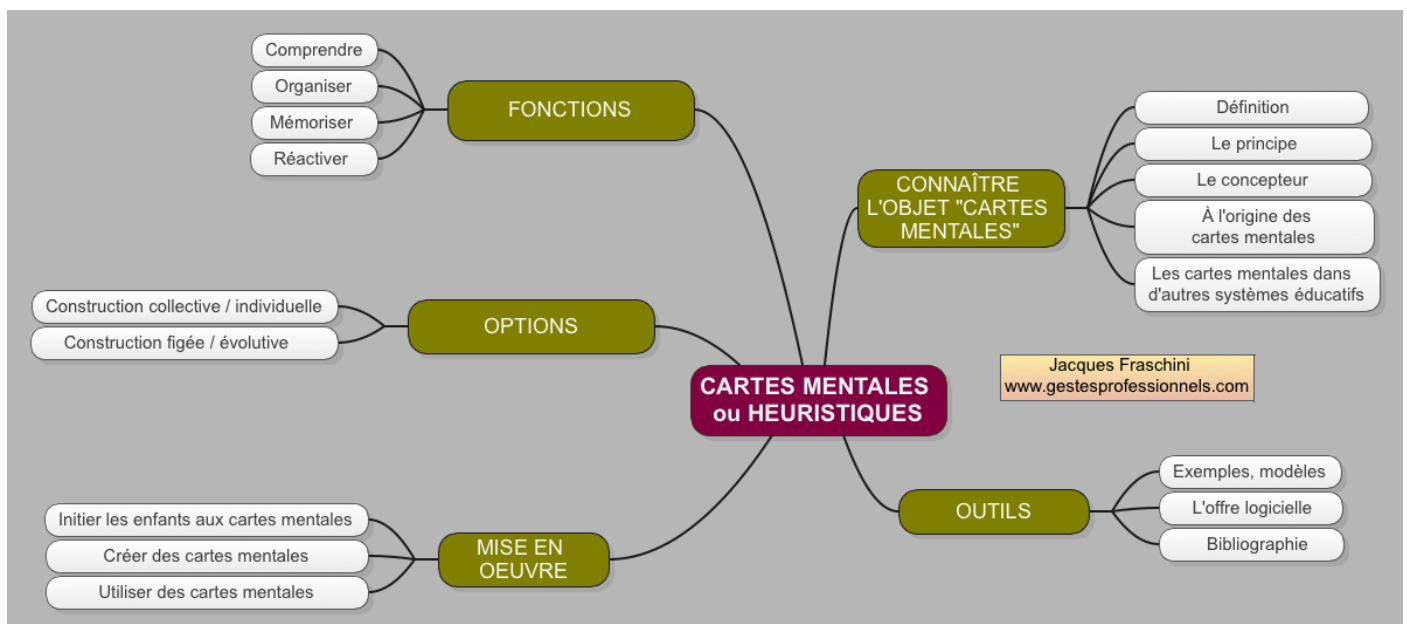 Comprendre
Organiser
Mémoriser
Réactiver
FONCTIONS
Construction collective / individuelle
Construction figée / évolutive
OPTIONS
Initier les enfants aux cartes mentales
Créer des cartes mentales
Utiliser des cartes mentales
MISE EN
OEUVRE
CARTES MENTALES
ou HEURISTIQUES
CONNAÎTRE
L'OBJET "CARTES
MENTALES"
Définition
Le principe
Le concepteur
À l'origine des
cartes mentales
Les cartes mentales dans
d'autres systèmes éducatifs
Jacques Fraschini
www.gestesprofessionnels.com
OUTILS
Exemples, modèles
L'offre logicielle
Bibliographie